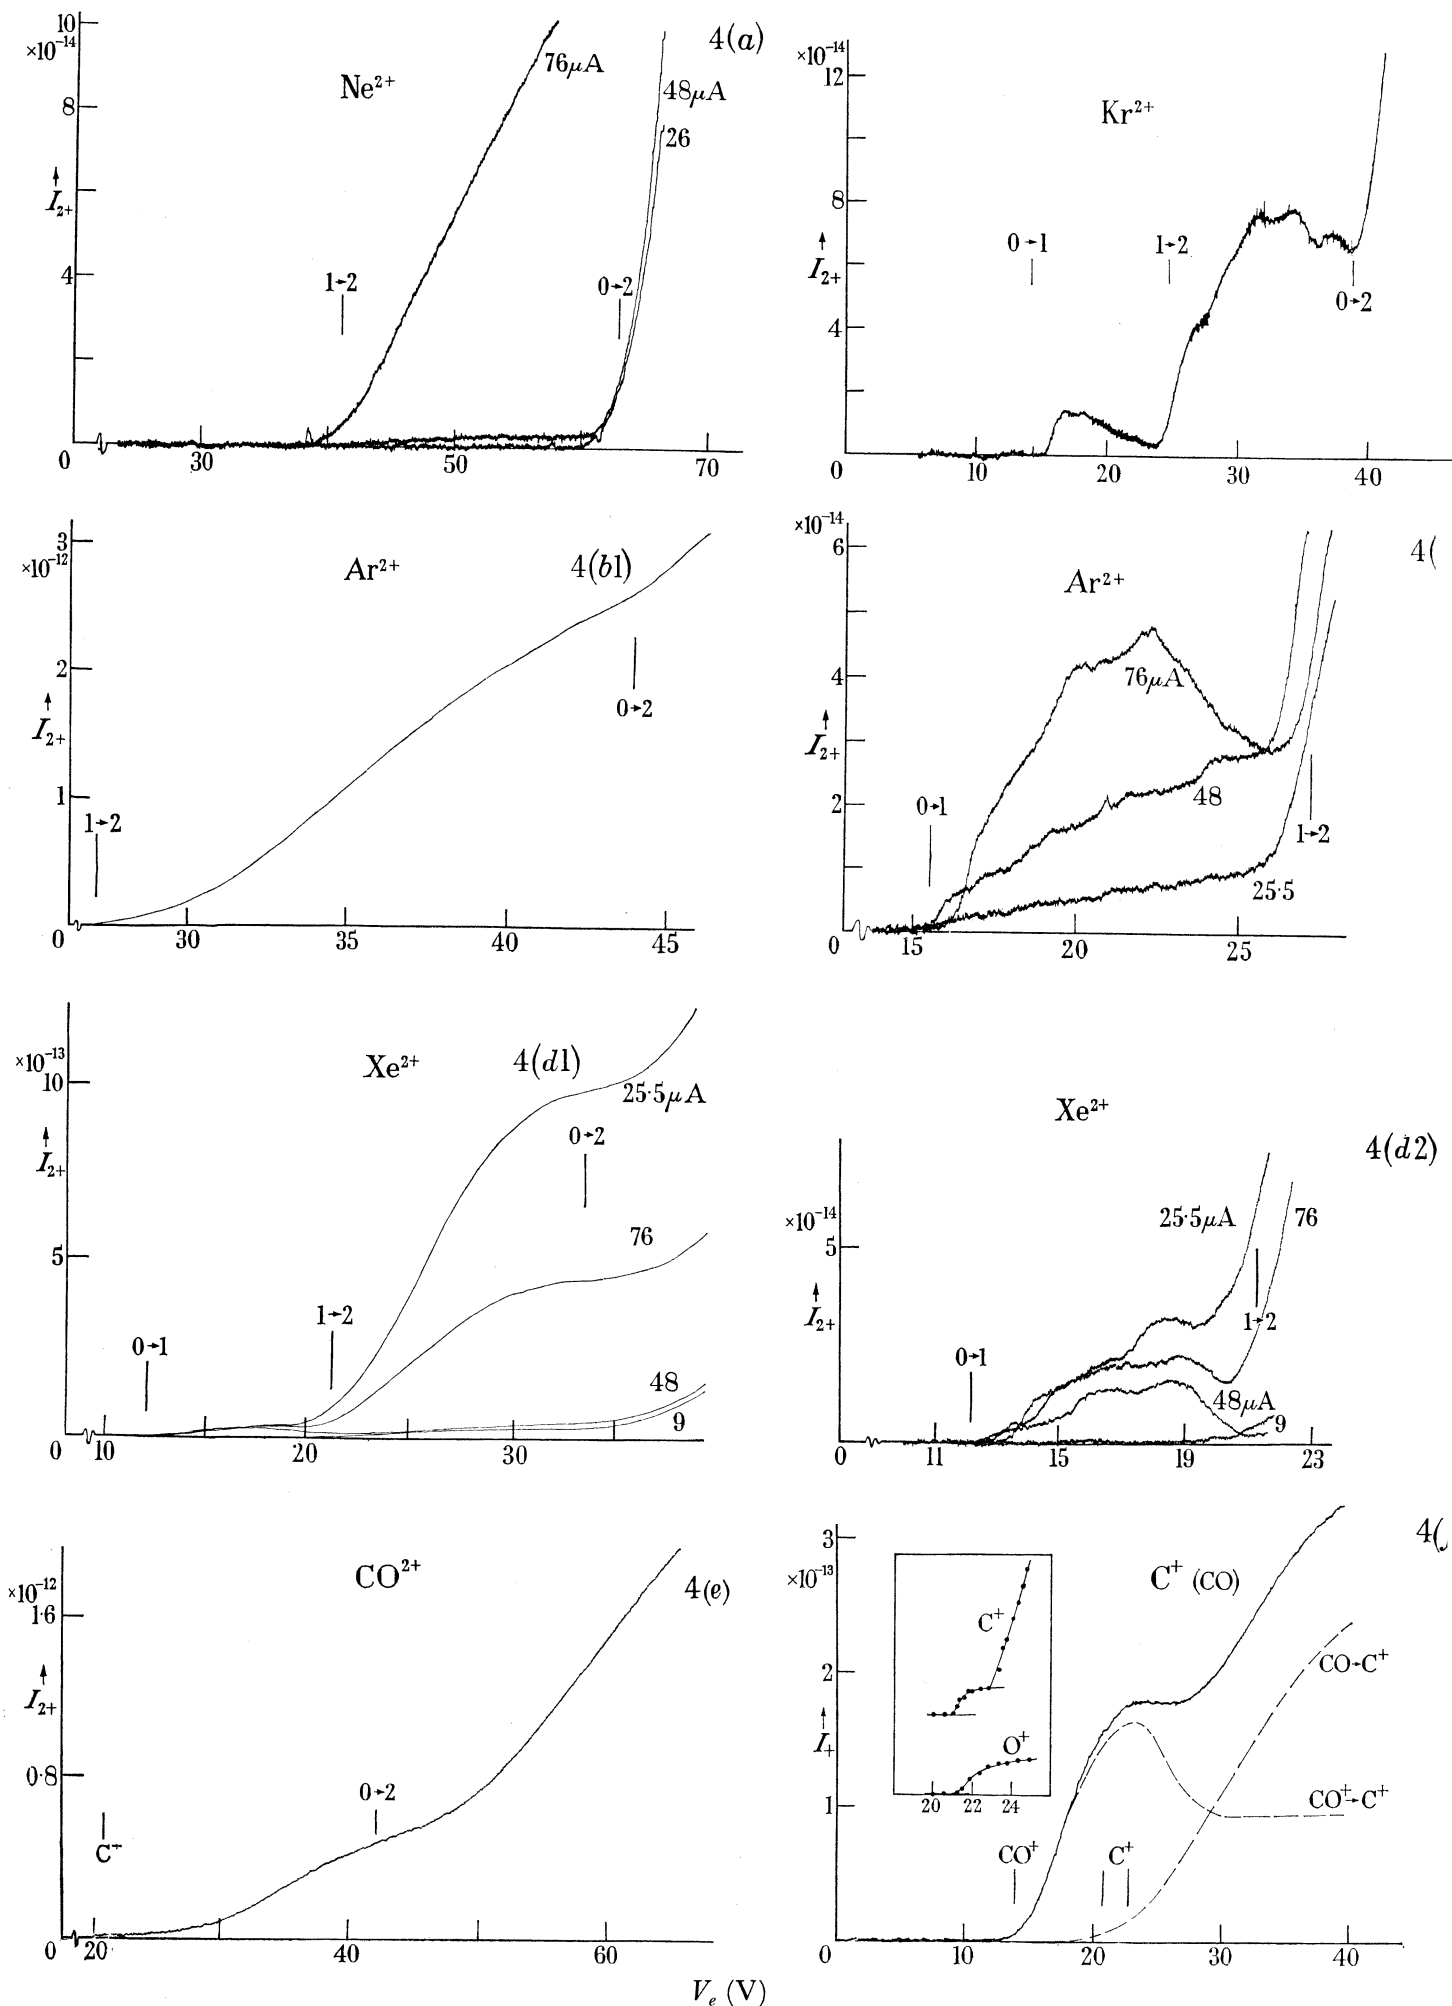 4(a)
10
×10⁻¹⁴
8
4
0
I₂₊
Ne²⁺
76μA
48μA
26
1→2
0→2
30
50
70
×10⁻¹⁴
12
8
4
0
I₂₊
Kr²⁺
0→1
1→2
0→2
10
20
30
40
3
×10⁻¹²
2
1
0
I₂₊
Ar²⁺
4(b1)
1→2
0→2
30
35
40
45
×10⁻¹⁴
6
4
2
0
I₂₊
Ar²⁺
4(
76μA
48
25·5
0→1
1→2
15
20
25
×10⁻¹³
10
5
0
I₂₊
Xe²⁺
4(d1)
25·5μA
0→2
76
1→2
0→1
48
9
10
20
30
Xe²⁺
4(d2)
×10⁻¹⁴
5
0
I₂₊
25·5μA
76
1→2
0→1
48μA
9
11
15
19
23
×10⁻¹²
1·6
0·8
0
I₂₊
CO²⁺
4(e)
0→2
C⁺
20
40
60
3
×10⁻¹³
2
1
0
I₊
C⁺ (CO)
4(
C⁺
O⁺
20 22 24
CO→C⁺
CO⁺→C⁺
CO⁺
C⁺
10
20
30
40
Vₑ (V)